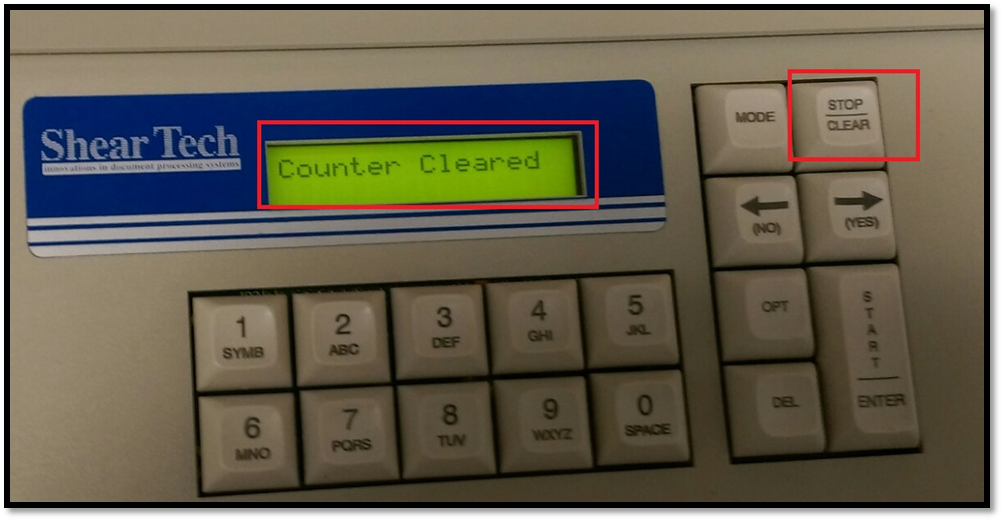 Shear Tech
innovations in document processing systems
Counter Cleared
MODE
STOP
CLEAR
(NO)
(YES)
OPT
START
ENTER
DEL
1
SYMB
2
ABC
3
DEF
4
GHI
5
JKL
6
MNO
7
PQRS
8
TUV
9
WXYZ
0
SPACE